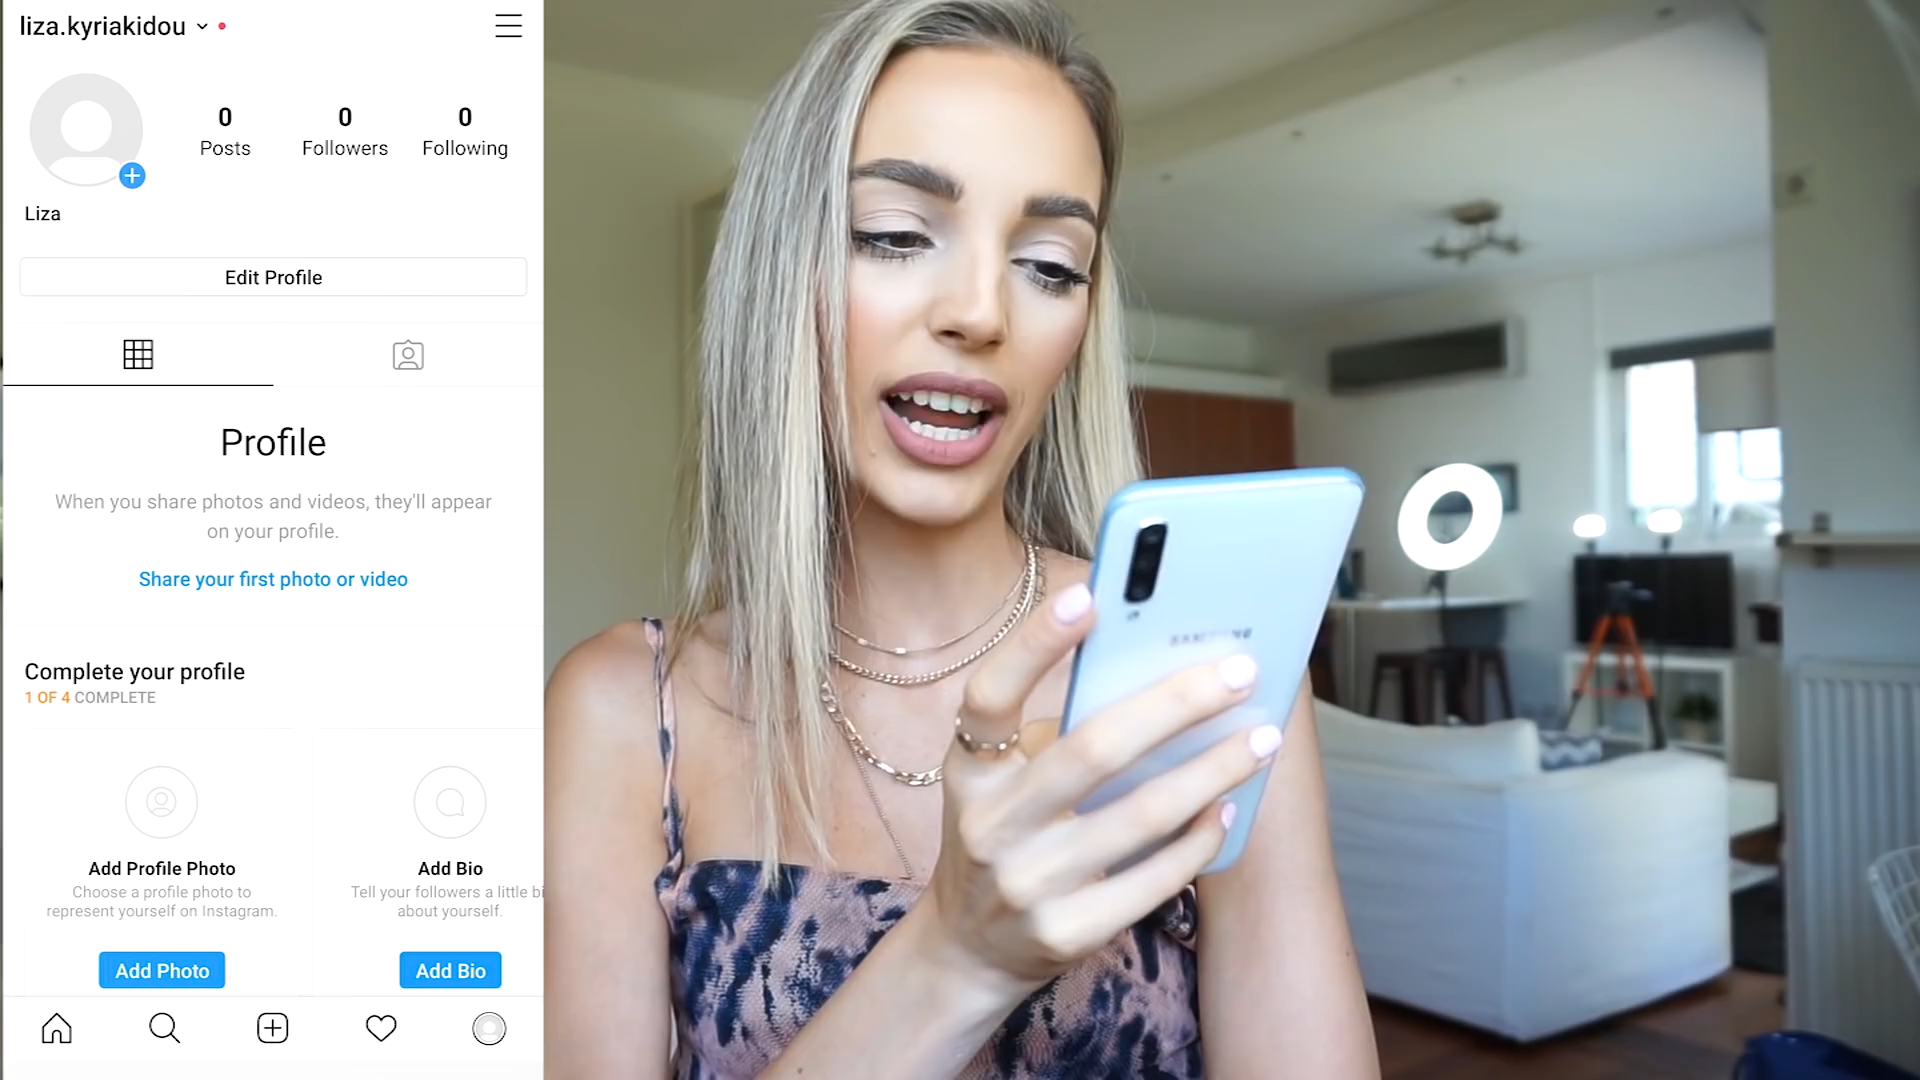 liza.kyriakidou
0 0 0
Posts Followers Following
Liza
Edit Profile
Profile
When you share photos and videos, they'll appear
on your profile.
Share your first photo or video
Complete your profile
1 OF 4 COMPLETE
Add Profile Photo
Choose a profile photo to
represent yourself on Instagram.
Add Photo
Add Bio
Tell your followers a little bi
about yourself.
Add Bio
SAMSUNG